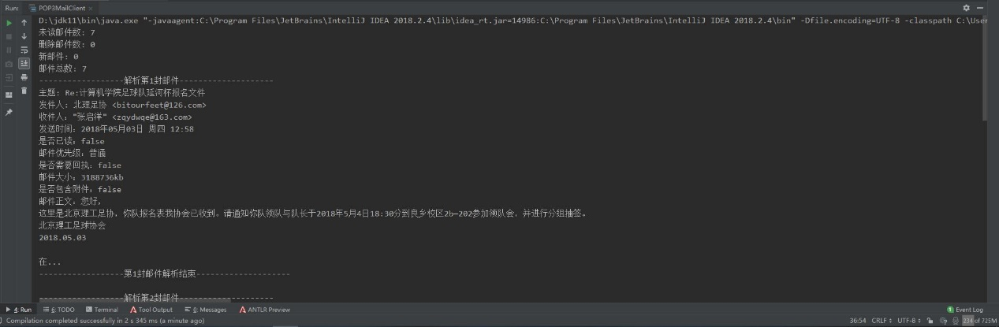 Run: POP3MailClient
D:\jdk11\bin\java.exe "-javaagent:C:\Program Files\JetBrains\IntelliJ IDEA 2018.2.4\lib\idea_rt.jar=14986:C:\Program Files\JetBrains\IntelliJ IDEA 2018.2.4\bin" -Dfile.encoding=UTF-8 -classpath C:\User
未读邮件数: 7
删除邮件数: 0
新邮件: 0
邮件总数: 7
------------------解析第1封邮件--------------------
主题: Re:计算机学院足球队延河杯报名文件
发件人: 北理足协 <bitourfeet@126.com>
收件人："张启洋" <zqydwqe@163.com>
发送时间：2018年05月03日 周四 12:58
是否已读：false
邮件优先级：普通
是否需要回执：false
邮件大小：3188736kb
是否包含附件：false
邮件正文：您好，
这里是北京理工足协，你队报名表我协会已收到。请通知你队领队与队长于2018年5月4日18:30分到良乡校区2b—202参加领队会，并进行分组抽签。
北京理工足球协会
2018.05.03
在...
------------------第1封邮件解析结束--------------------
------------------解析第2封邮件--------------------
4: Run 6: TODO Terminal Tool Output 0: Messages ANTLR Preview 1 Event Log
Compilation completed successfully in 2 s 345 ms (a minute ago) 36:54 CRLF UTF-8 234 of 725M